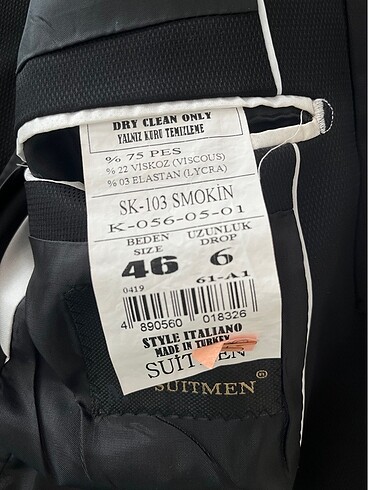 DRY CLEAN ONLY
YALNIZ KURU TEMİZLEME
% 75 PES
% 22 VİSKOZ (VISCOUS)
% 03 ELASTAN (LYCRA)
SK-103 SMOKİN
K-056-05-01
BEDEN UZUNLUK
SIZE DROP
46 6
0419 61-A1
4 890560 018326
STYLE ITALIANO
MADE IN TURKEY
SUITMEN
SUITMEN ®